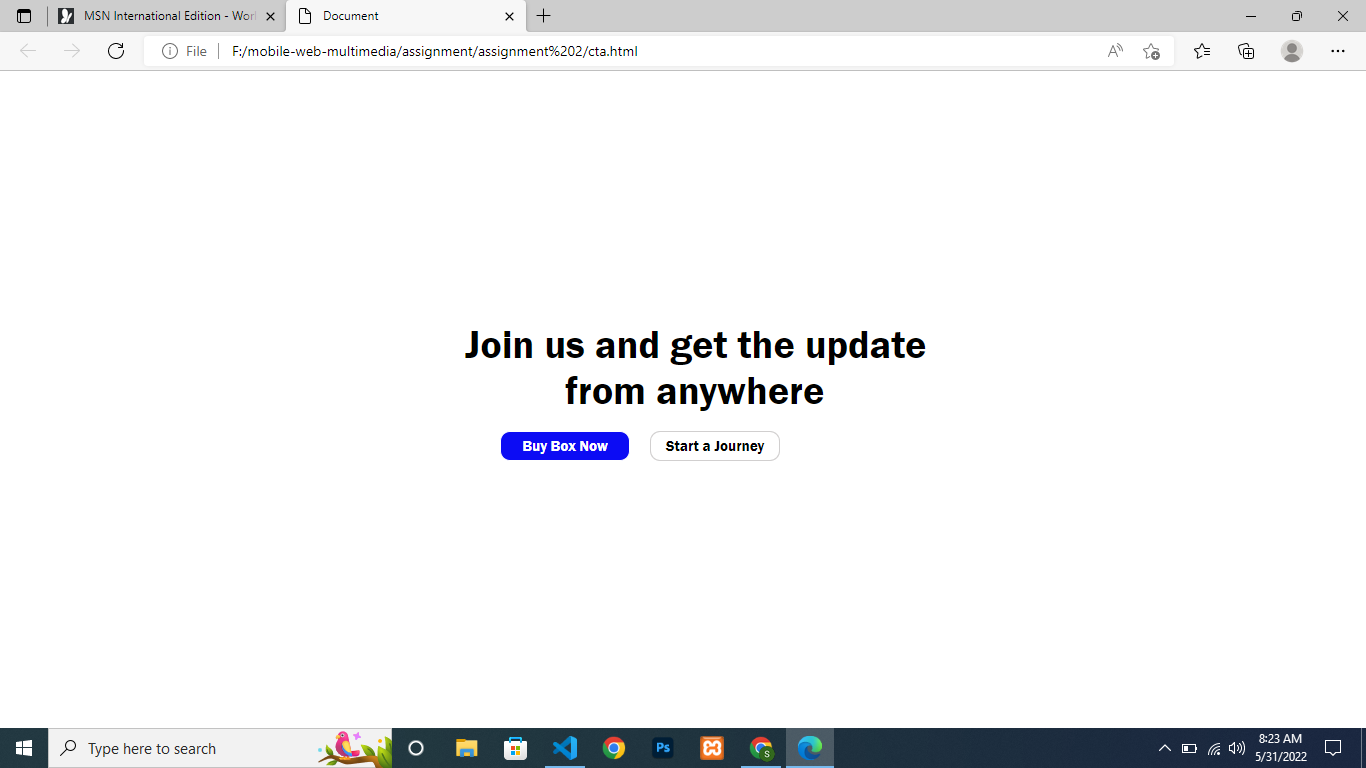 MSN International Edition - Worl
Document
File
F:/mobile-web-multimedia/assignment/assignment%202/cta.html
Join us and get the update
from anywhere
Buy Box Now
Start a Journey
Type here to search
Ps
S
8:23 AM
5/31/2022